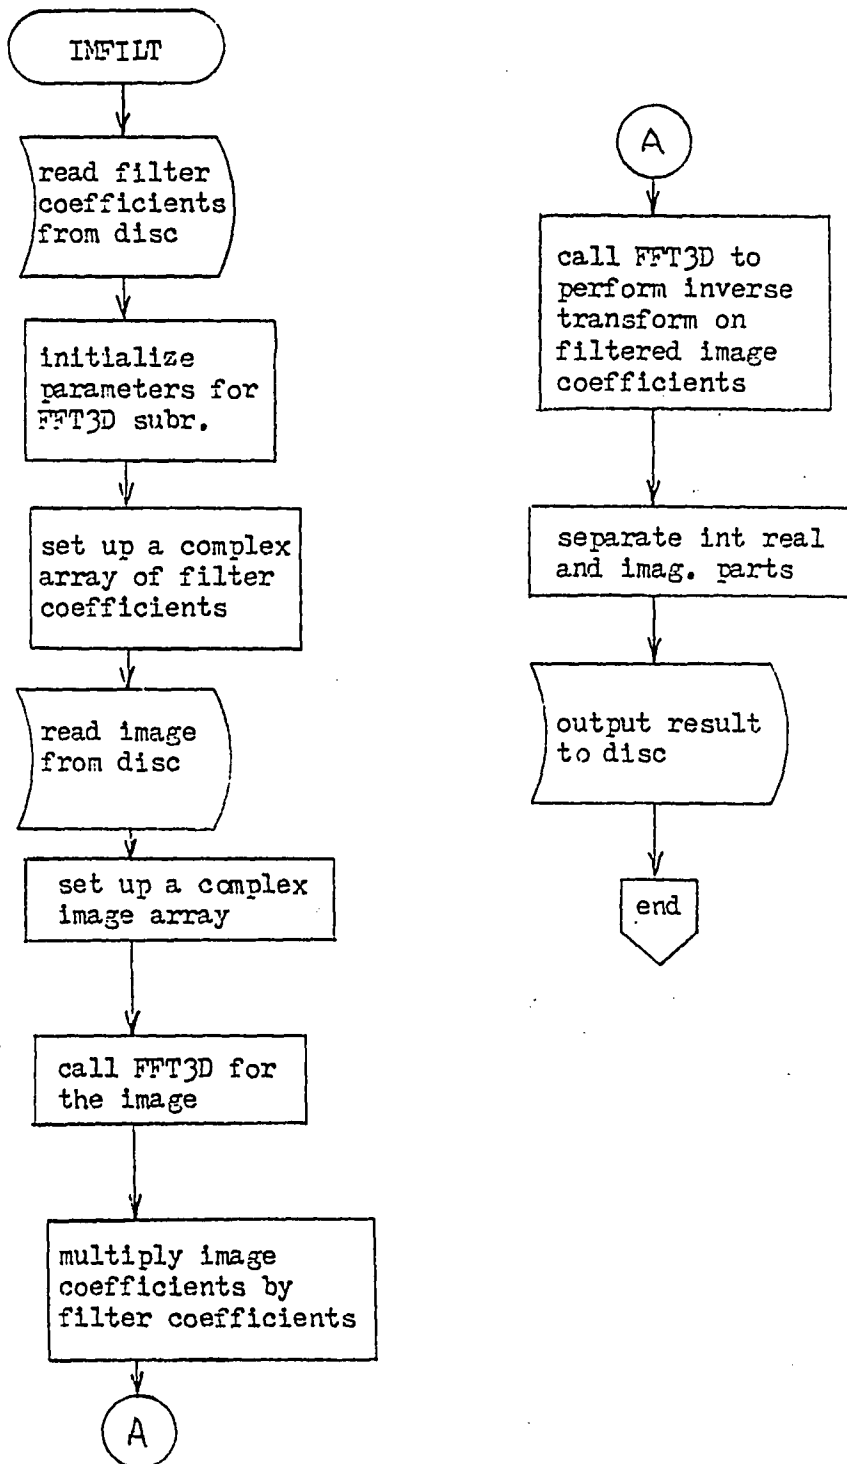 IMFILT
read filter
coefficients
from disc
initialize
parameters for
FFT3D subr.
set up a complex
array of filter
coefficients
read image
from disc
set up a complex
image array
call FFT3D for
the image
multiply image
coefficients by
filter coefficients
A
A
call FFT3D to
perform inverse
transform on
filtered image
coefficients
separate int real
and imag. parts
output result
to disc
end